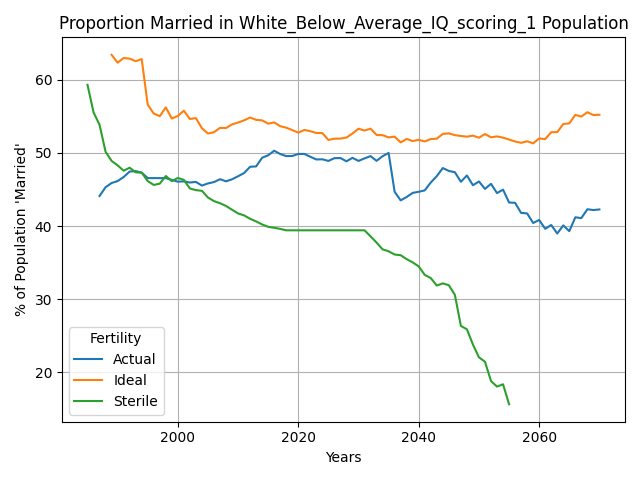 Proportion Married in White_Below_Average_IQ_scoring_1 Population
% of Population 'Married'
60
50
40
30
20
Fertility
Actual
Ideal
Sterile
2000
2020
2040
2060
Years